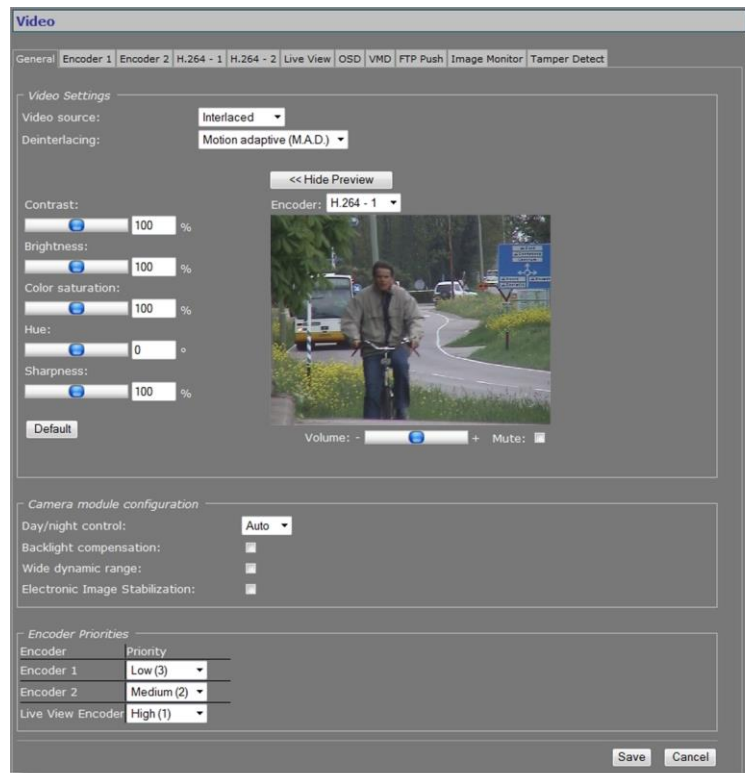 Video
General Encoder 1 Encoder 2 H.264 - 1 H.264 - 2 Live View OSD VMD FTP Push Image Monitor Tamper Detect
Video Settings
Video source: Interlaced
Deinterlacing: Motion adaptive (M.A.D.)
<< Hide Preview
Contrast:
Encoder: H.264 - 1
100 %
Brightness:
100 %
Color saturation:
100 %
Hue:
0 °
Sharpness:
100 %
Default
Volume: - + Mute:
Camera module configuration
Day/night control: Auto
Backlight compensation:
Wide dynamic range:
Electronic Image Stabilization:
Encoder Priorities
Encoder Priority
Encoder 1 Low (3)
Encoder 2 Medium (2)
Live View Encoder High (1)
Save Cancel